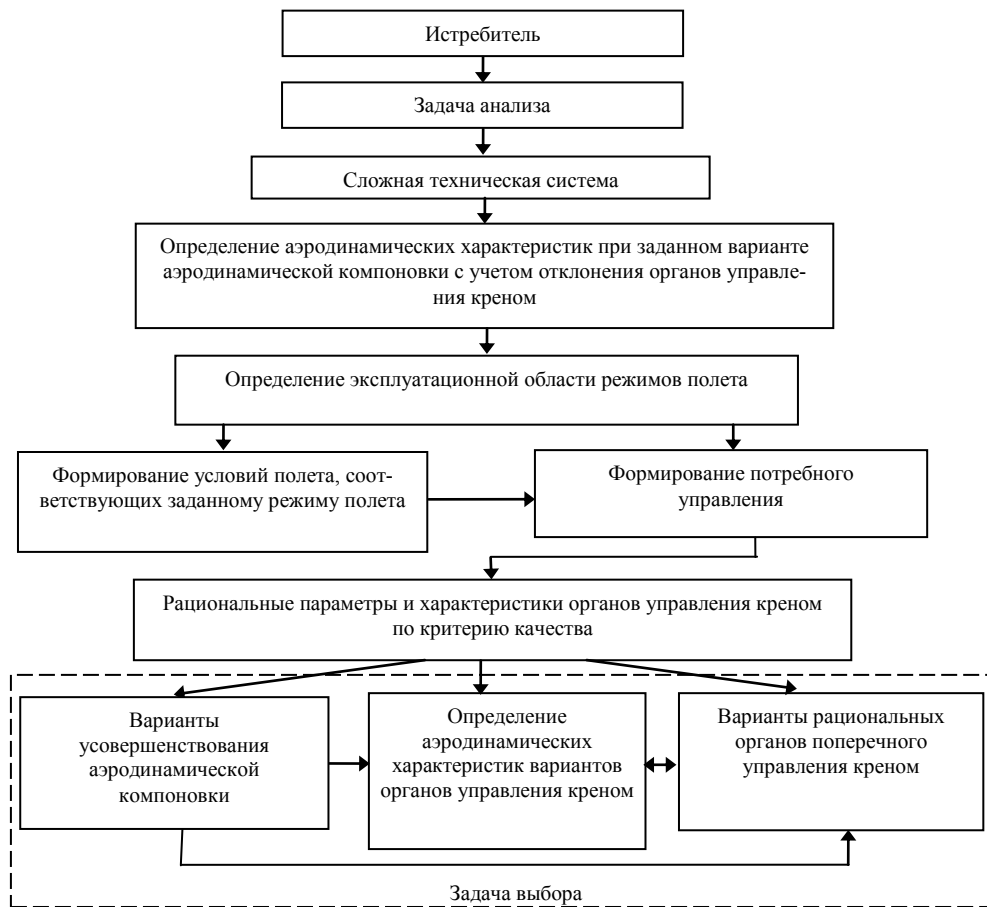 Истребитель
Задача анализа
Сложная техническая система
Определение аэродинамических характеристик при заданном варианте
аэродинамической компоновки с учетом отклонения органов управле-
ния креном
Определение эксплуатационной области режимов полета
Формирование условий полета, соот-
ветствующих заданному режиму полета
Формирование потребного
управления
Рациональные параметры и характеристики органов управления креном
по критерию качества
Варианты
усовершенствования
аэродинамической
компоновки
Определение
аэродинамических
характеристик вариантов
органов управления креном
Варианты рациональных
органов поперечного
управления креном
Задача выбора